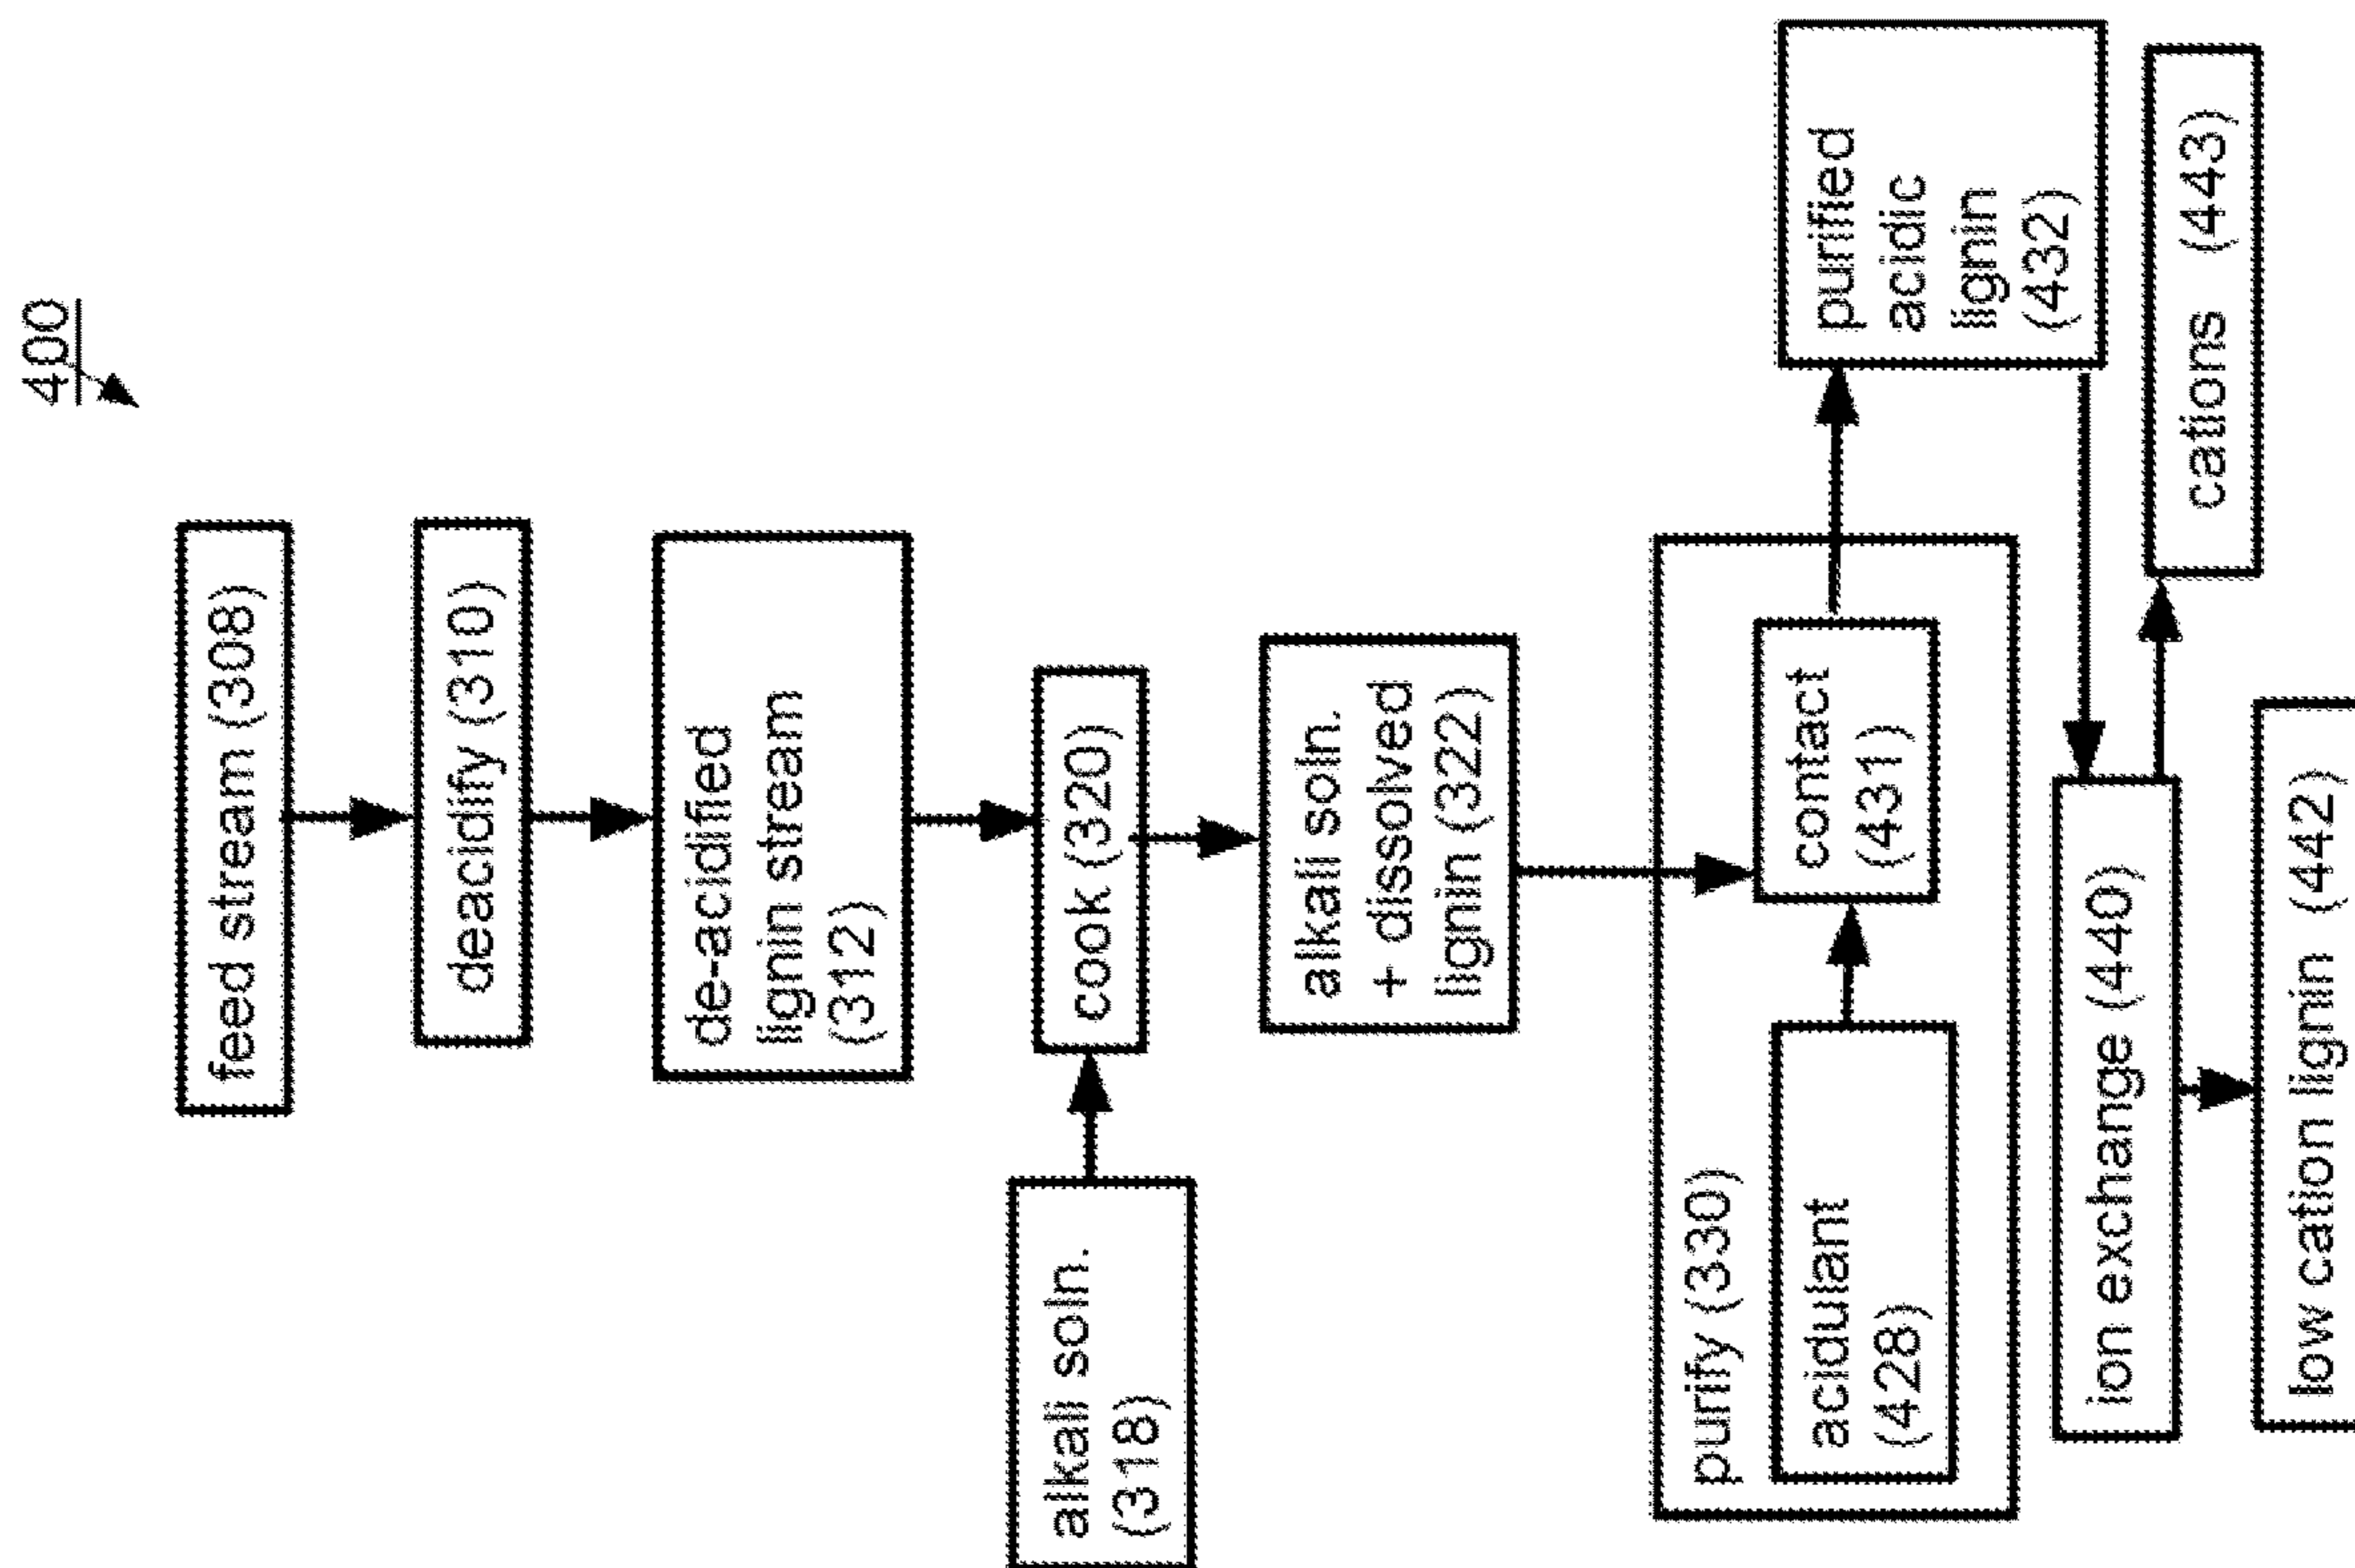 400
feed stream (308)
deacidify (310)
de-acidified
lignin stream
(312)
alkali soln.
(318)
cook (320)
alkali soln.
+ dissolved
lignin (322)
purify (330)
acidulant
(428)
contact
(431)
purified
acidic
lignin
(432)
ion exchange (440)
cations (443)
low cation lignin (442)